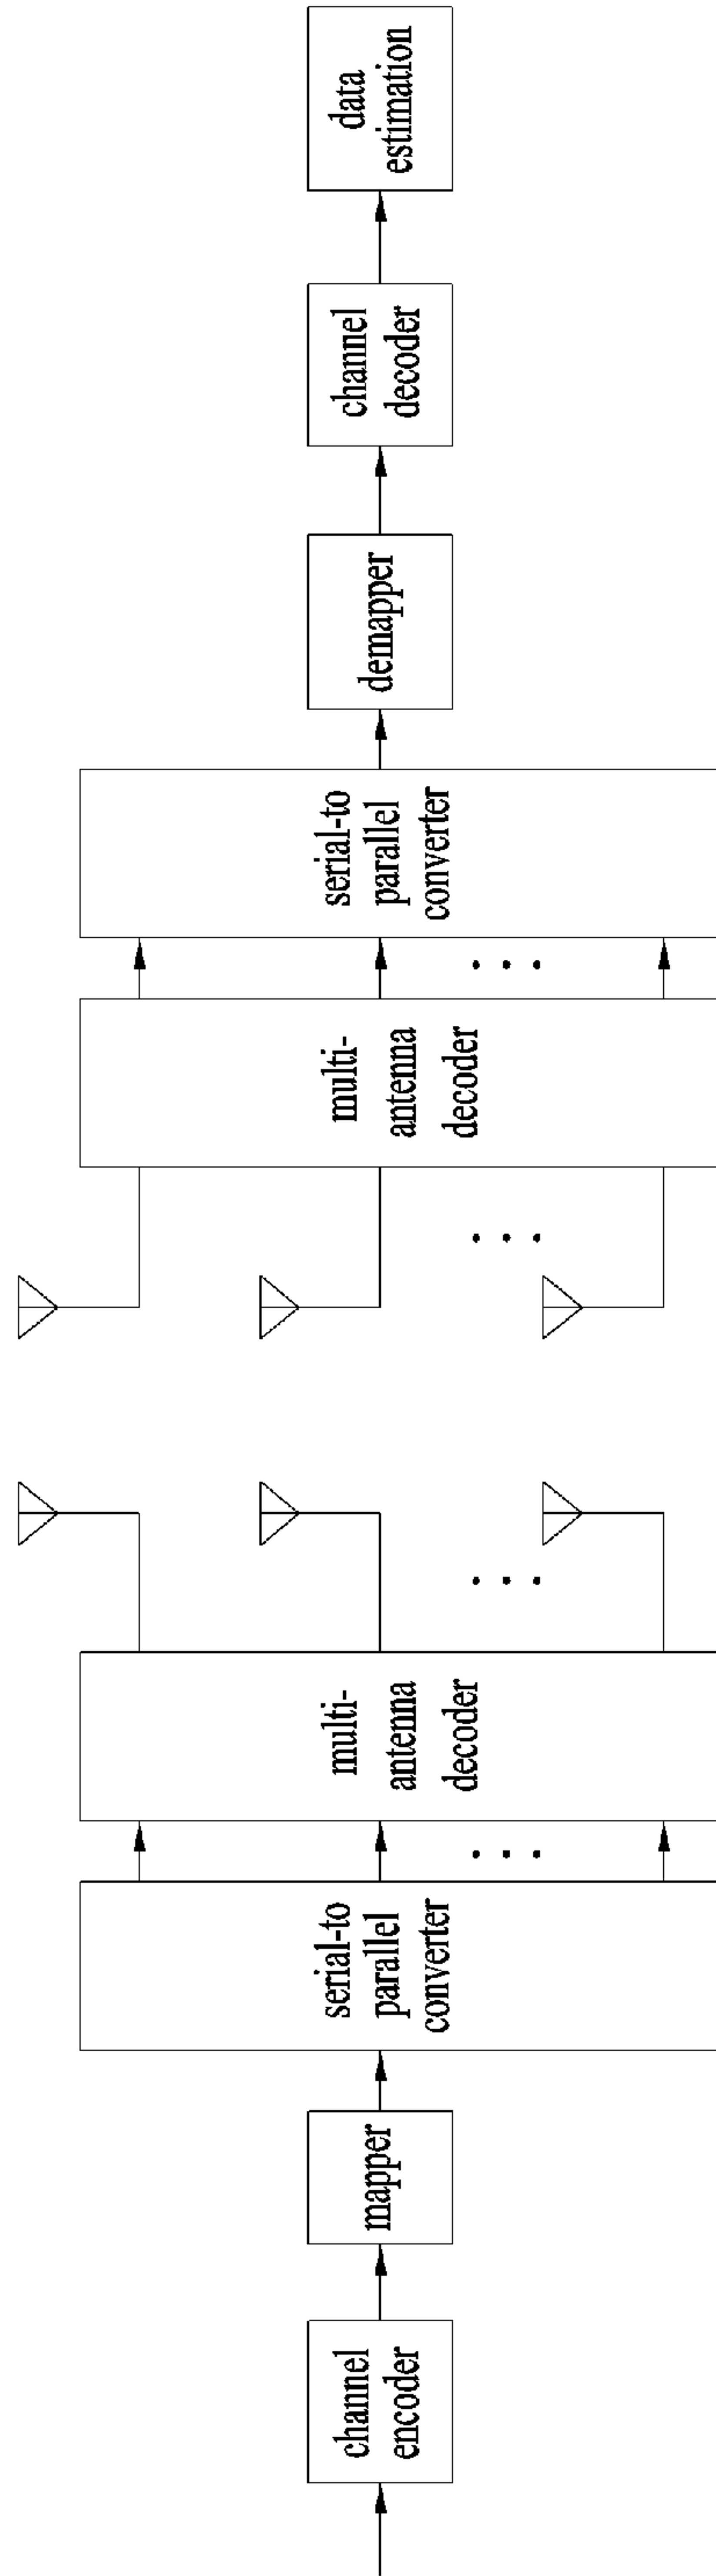 channel
encoder
mapper
serial-to
parallel
converter
multi-
antenna
decoder
multi-
antenna
decoder
serial-to
parallel
converter
demapper
channel
decoder
data
estimation